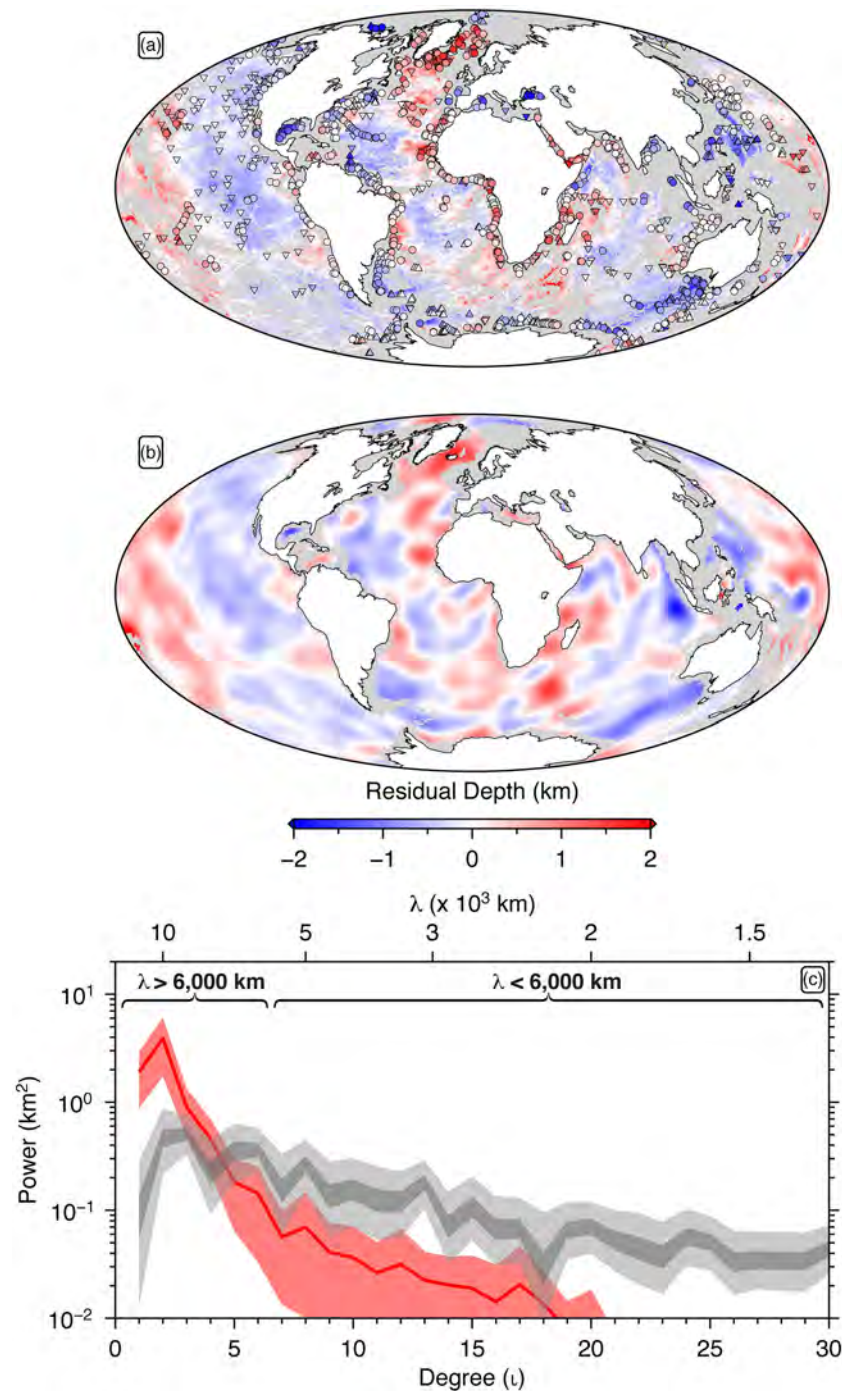 (a)
(b)
Residual Depth (km)
−2 −1 0 1 2
λ (x 10³ km)
10 5 3 2 1.5
λ > 6,000 km λ < 6,000 km (c)
10¹
10⁰
10⁻¹
10⁻²
Power (km²)
0 5 10 15 20 25 30
Degree (ι)